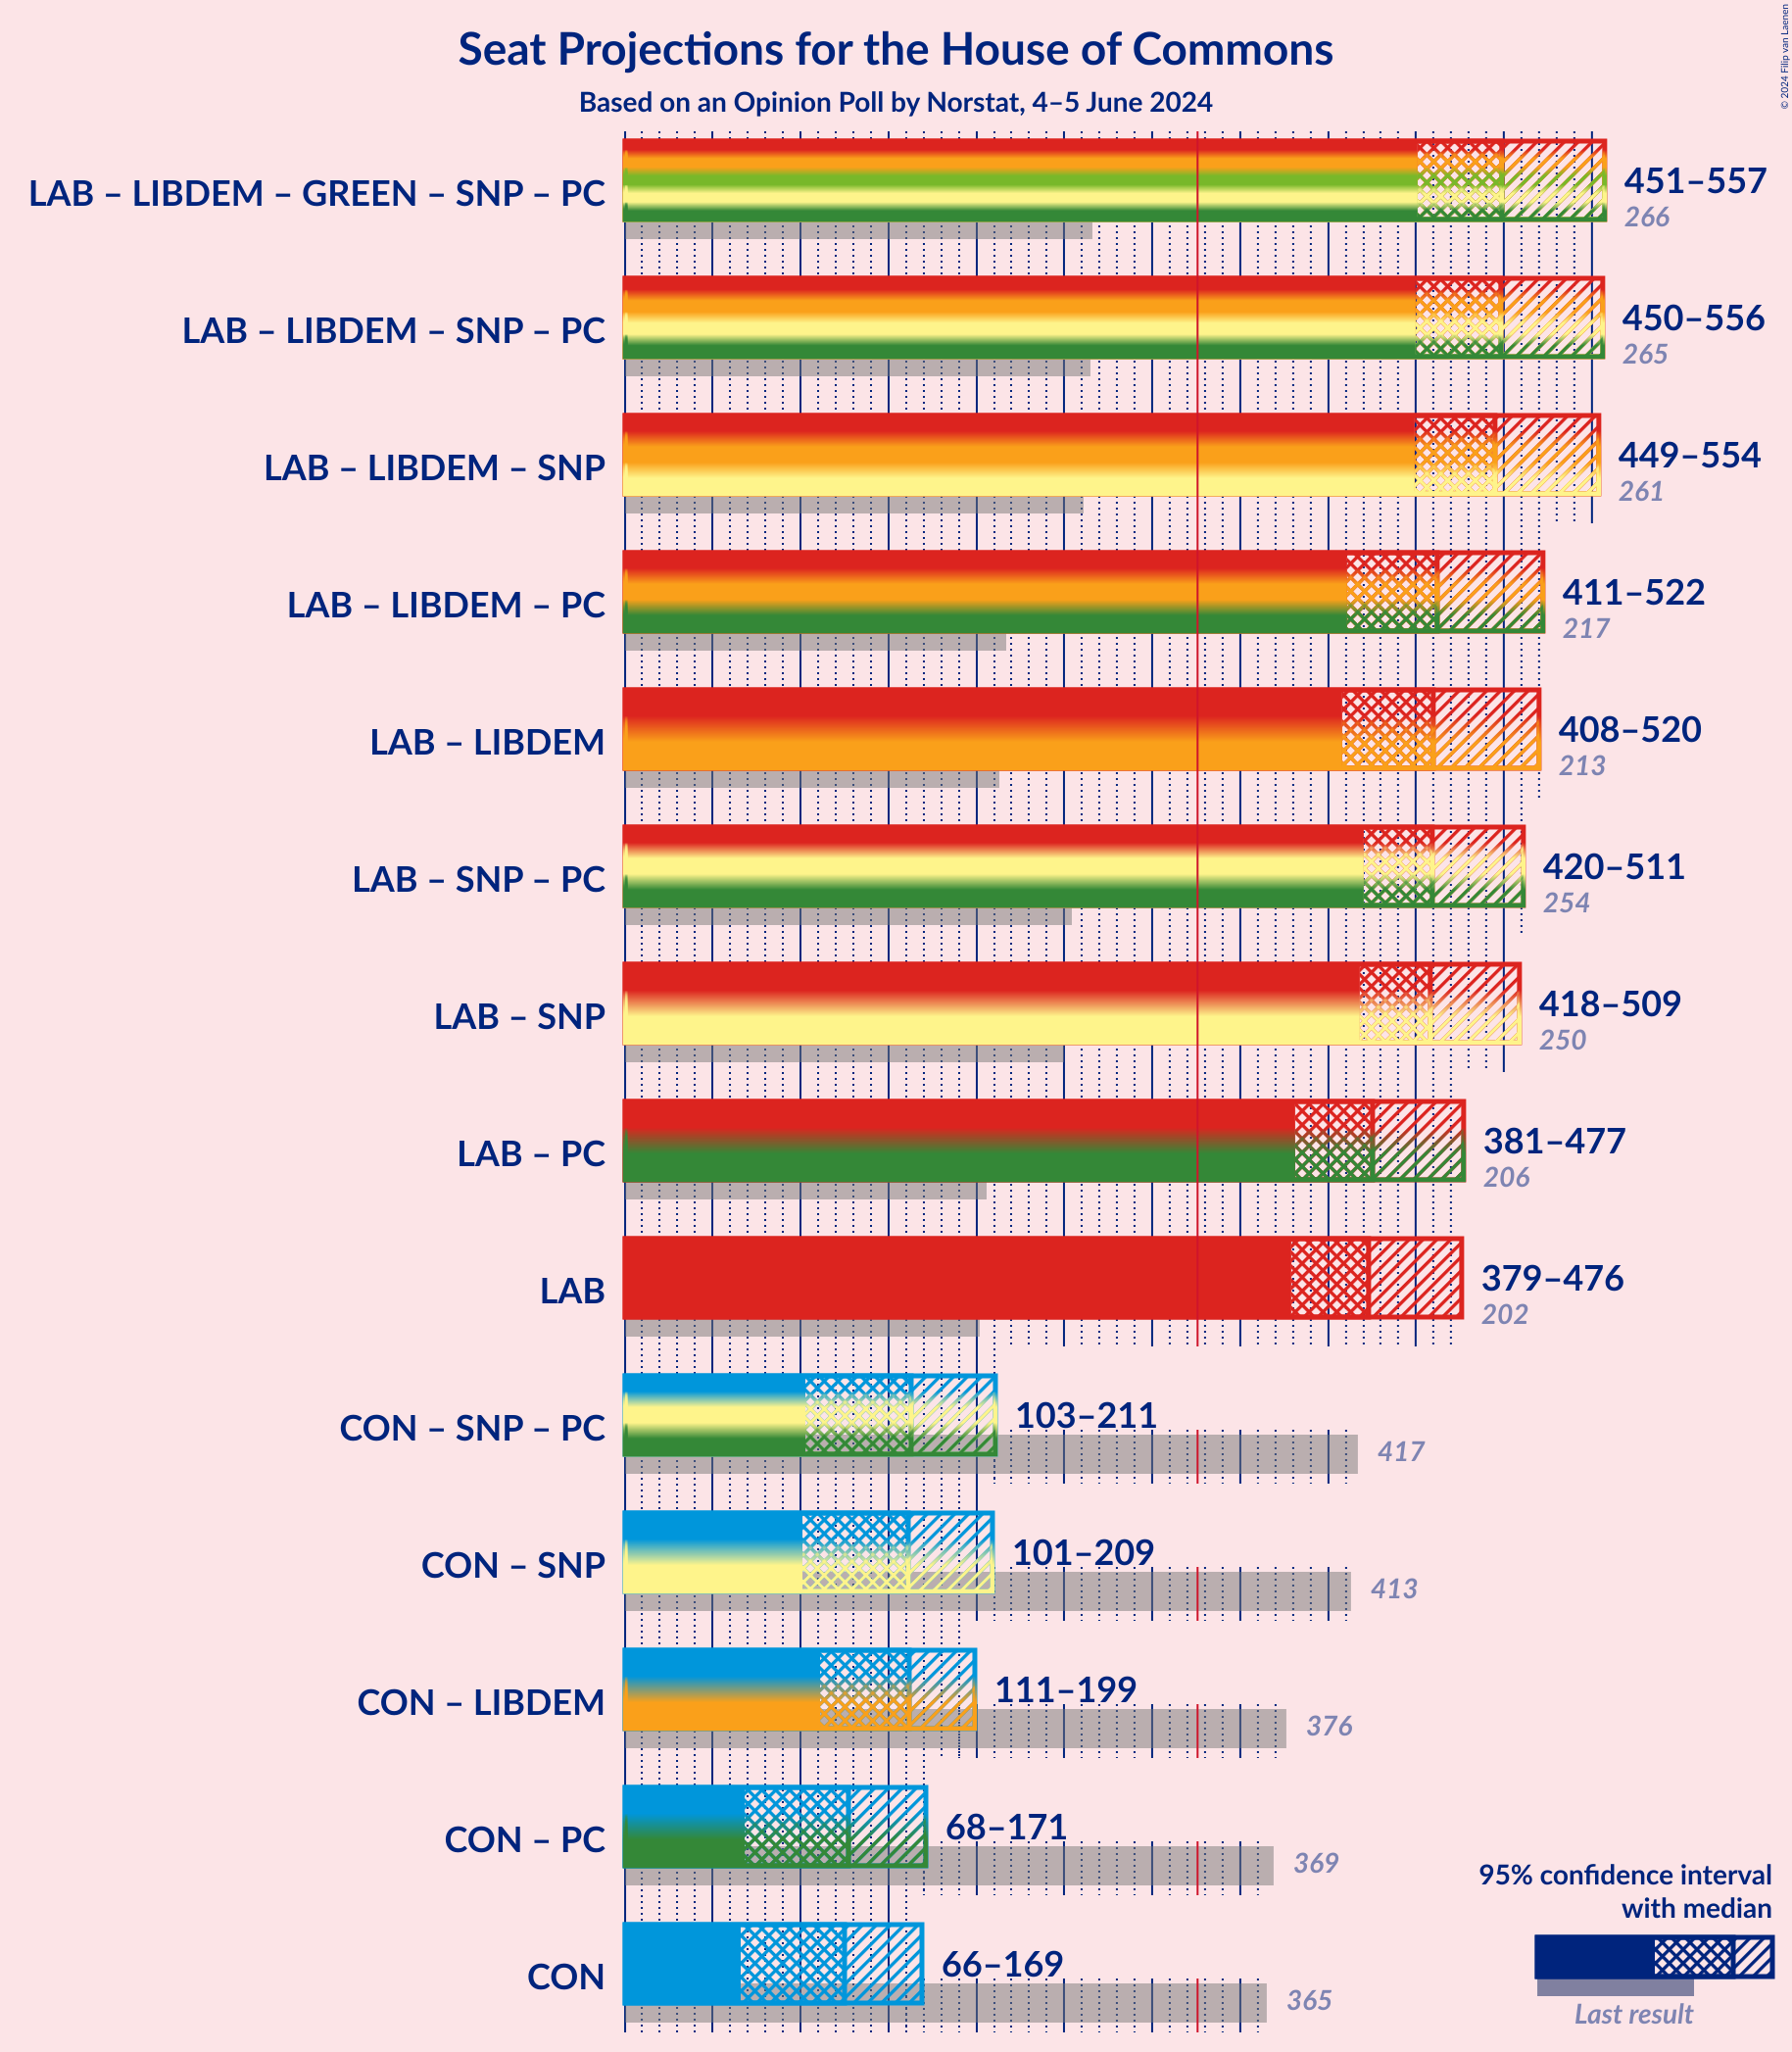 © 2024 Filip van Laenen
Seat Projections for the House of Commons
Based on an Opinion Poll by Norstat, 4–5 June 2024
LAB – LIBDEM – GREEN – SNP – PC
451–557
266
LAB – LIBDEM – SNP – PC
450–556
265
LAB – LIBDEM – SNP
449–554
261
LAB – LIBDEM – PC
411–522
217
LAB – LIBDEM
408–520
213
LAB – SNP – PC
420–511
254
LAB – SNP
418–509
250
LAB – PC
381–477
206
LAB
379–476
202
CON – SNP – PC
103–211
417
CON – SNP
101–209
413
CON – LIBDEM
111–199
376
CON – PC
68–171
369
CON
66–169
365
95% confidence interval
with median
Last result